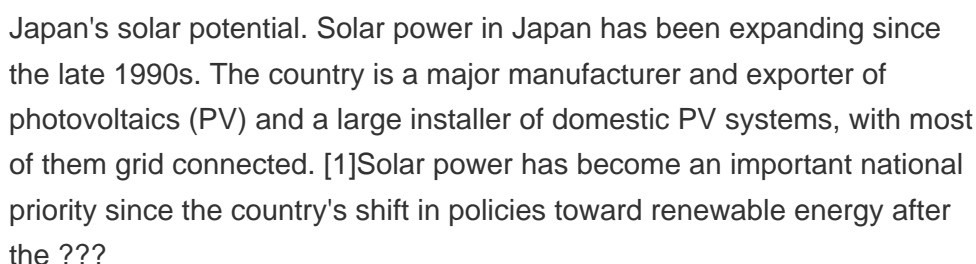 Japan's solar potential. Solar power in Japan has been expanding since
the late 1990s. The country is a major manufacturer and exporter of
photovoltaics (PV) and a large installer of domestic PV systems, with most
of them grid connected. [1]Solar power has become an important national
priority since the country's shift in policies toward renewable energy after
the ???